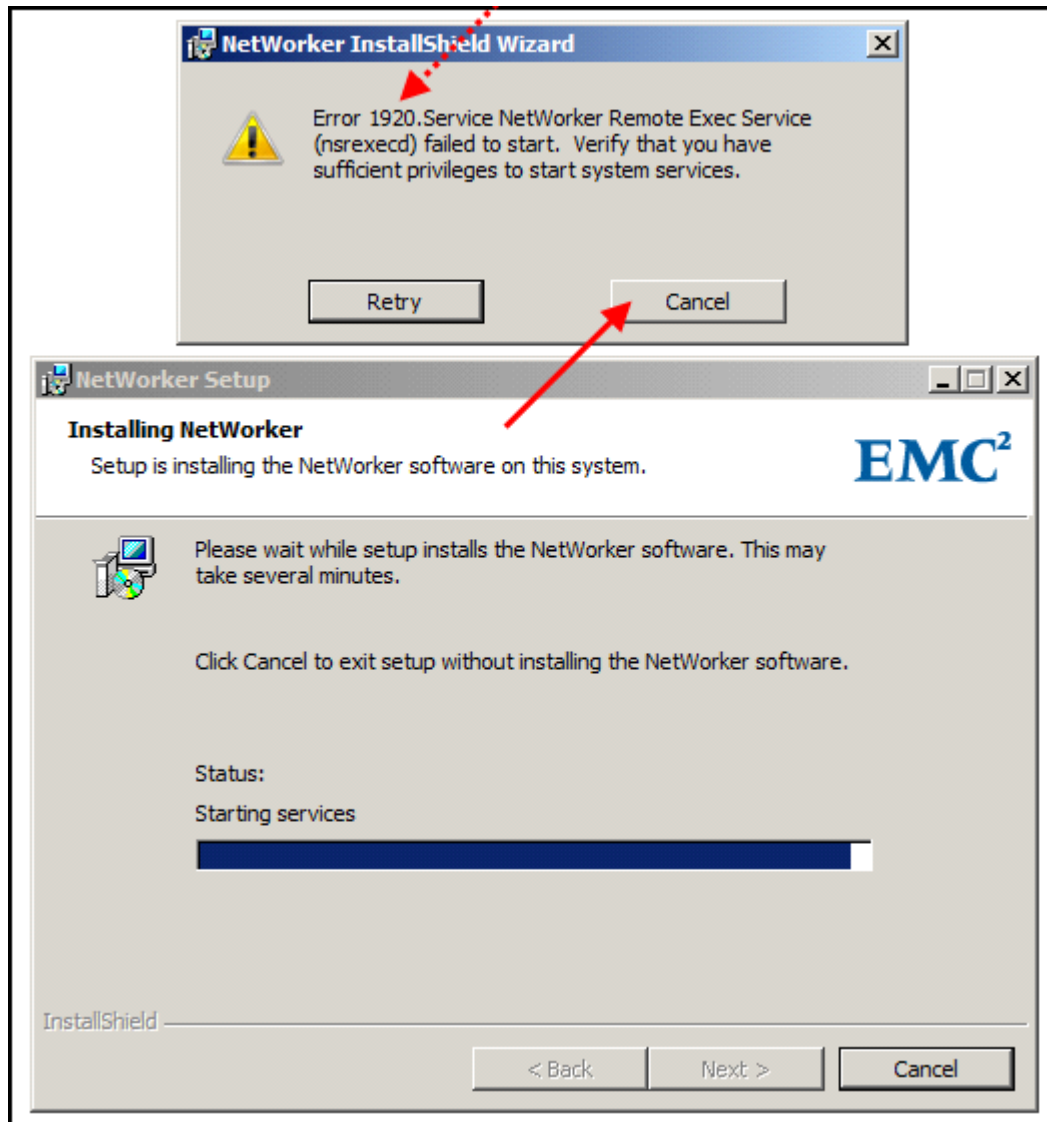 NetWorker InstallShield Wizard
Error 1920.Service NetWorker Remote Exec Service
(nsrexecd) failed to start. Verify that you have
sufficient privileges to start system services.
Retry
Cancel
NetWorker Setup
Installing NetWorker
Setup is installing the NetWorker software on this system.
EMC²
Please wait while setup installs the NetWorker software. This may
take several minutes.
Click Cancel to exit setup without installing the NetWorker software.
Status:
Starting services
InstallShield
< Back
Next >
Cancel